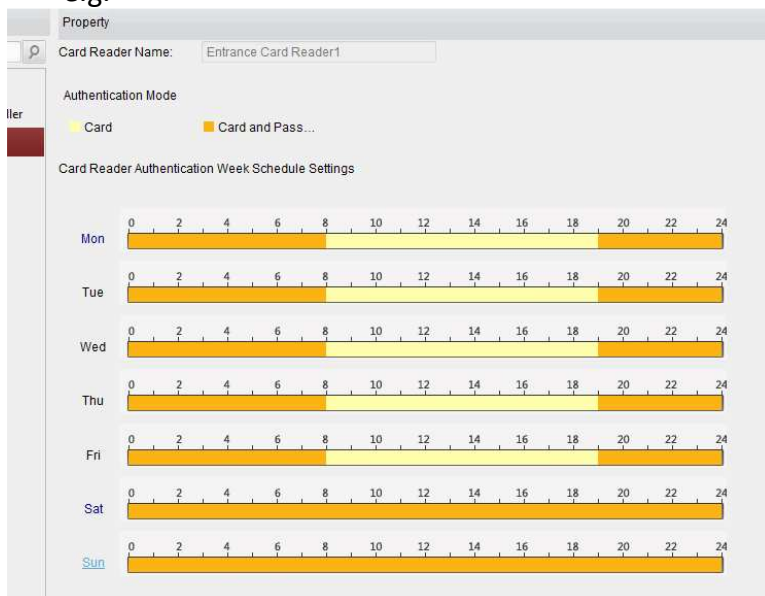 Property
Card Reader Name: Entrance Card Reader1
ller
Authentication Mode
Card Card and Pass...
Card Reader Authentication Week Schedule Settings
0 2 4 6 8 10 12 14 16 18 20 22 24
Mon
0 2 4 6 8 10 12 14 16 18 20 22 24
Tue
0 2 4 6 8 10 12 14 16 18 20 22 24
Wed
0 2 4 6 8 10 12 14 16 18 20 22 24
Thu
0 2 4 6 8 10 12 14 16 18 20 22 24
Fri
0 2 4 6 8 10 12 14 16 18 20 22 24
Sat
0 2 4 6 8 10 12 14 16 18 20 22 24
Sun